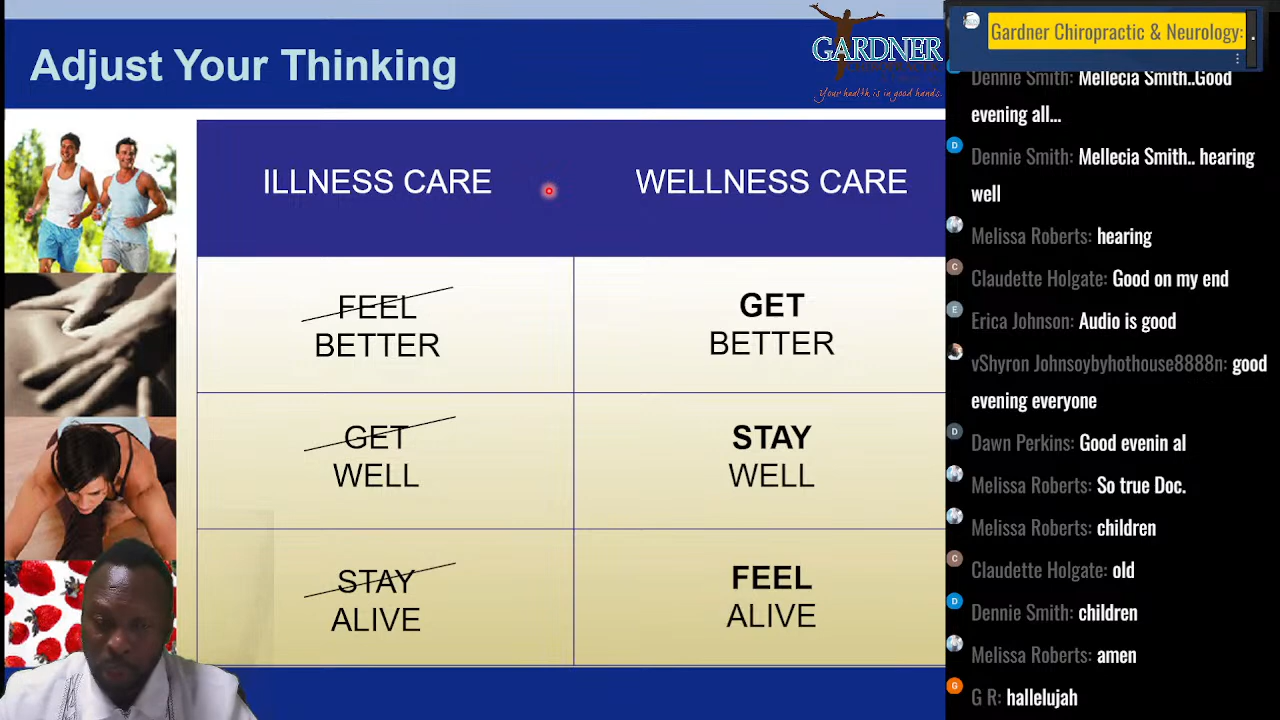 Adjust Your Thinking
GARDNER
Your health is in good hands.
ILLNESS CARE
WELLNESS CARE
FEEL
BETTER
GET
BETTER
GET
WELL
STAY
WELL
STAY
ALIVE
FEEL
ALIVE
Gardner Chiropractic & Neurology: .
Dennie Smith: Mellecia Smith..Good
evening all...
Dennie Smith: Mellecia Smith.. hearing
well
Melissa Roberts: hearing
Claudette Holgate: Good on my end
Erica Johnson: Audio is good
vShyron Johnsoybyhothouse8888n: good
evening everyone
Dawn Perkins: Good evenin al
Melissa Roberts: So true Doc.
Melissa Roberts: children
Claudette Holgate: old
Dennie Smith: children
Melissa Roberts: amen
G R: hallelujah